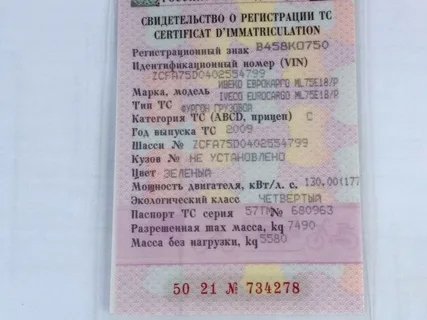 СВИДЕТЕЛЬСТВО О РЕГИСТРАЦИИ ТС
CERTIFICAT D'IMMATRICULATION
Регистрационный знак В458КО750
Идентификационный номер (VIN)
ZCFA75D0402554799
Марка, модель ИВЕКО ЕВРОКАРГО ML75E18/P
IVECO EUROCARGO ML75E18/P
Тип ТС ФУРГОН ГРУЗОВОЙ
Категория ТС (ABCD, прицеп) C
Год выпуска ТС 2009
Шасси № ZCFA75D0402554799
Кузов № НЕ УСТАНОВЛЕНО
Цвет ЗЕЛЕНЫЙ
Мощность двигателя, кВт/л. с. 130,00(177
Экологический класс ЧЕТВЕРТЫЙ
Паспорт ТС серия 57ТМ № 680963
Разрешенная max масса, kg 7490
Масса без нагрузки, kg 5580
50 21 № 734278